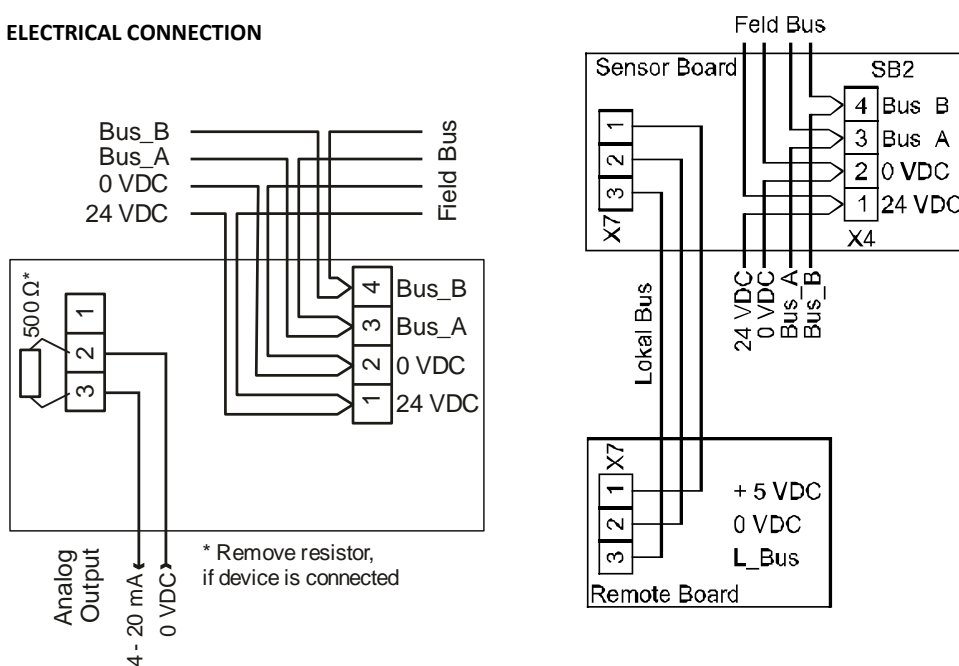 ELECTRICAL CONNECTION
Bus_B
Bus_A
0 VDC
24 VDC
Field Bus
500 Ω*
1
2
3
4
3
2
1
Bus_B
Bus_A
0 VDC
24 VDC
Analog
Output
4 - 20 mA
0 VDC
* Remove resistor,
if device is connected
Feld Bus
Sensor Board
SB2
1
2
3
X7
4 Bus B
3 Bus A
2 0 VDC
1 24 VDC
X4
24 VDC
0 VDC
Bus_A
Bus_B
Lokal Bus
X7
1 + 5 VDC
2 0 VDC
3 L_Bus
Remote Board